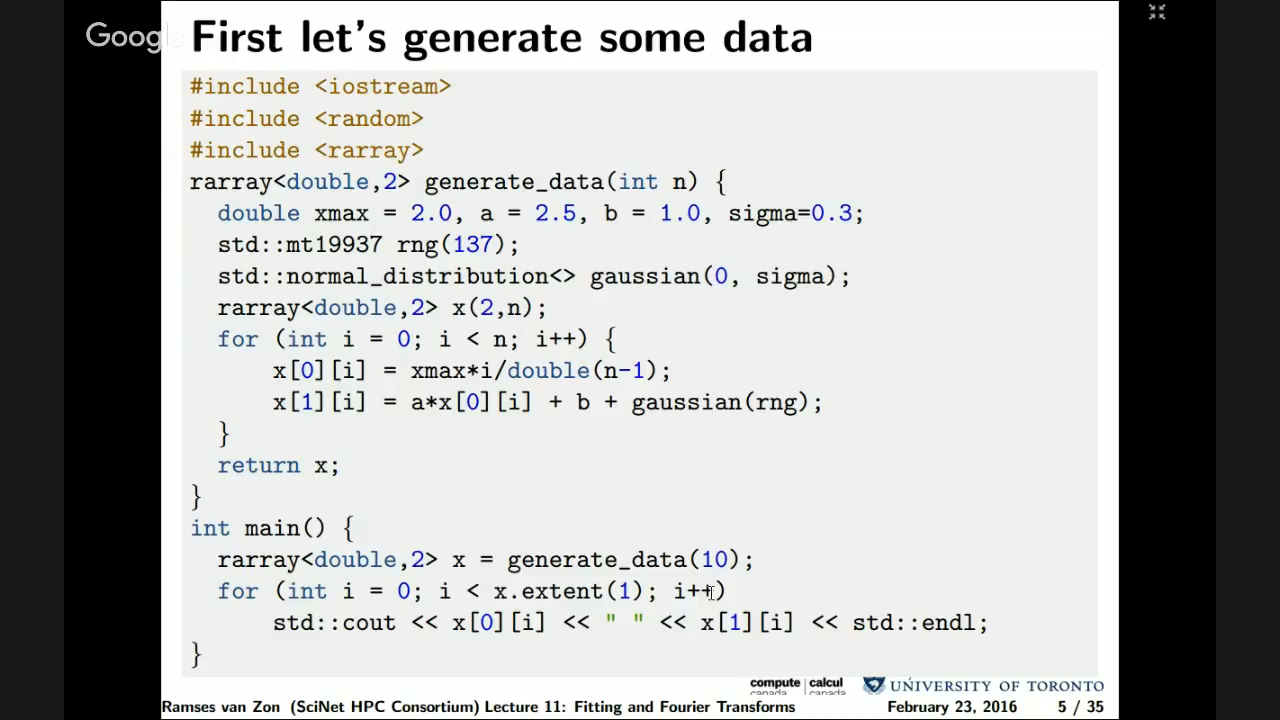 Google
First let's generate some data
#include <iostream>
#include <random>
#include <rarray>
rarray<double,2> generate_data(int n) {
double xmax = 2.0, a = 2.5, b = 1.0, sigma=0.3;
std::mt19937 rng(137);
std::normal_distribution<> gaussian(0, sigma);
rarray<double,2> x(2,n);
for (int i = 0; i < n; i++) {
x[0][i] = xmax*i/double(n-1);
x[1][i] = a*x[0][i] + b + gaussian(rng);
}
return x;
}
int main() {
rarray<double,2> x = generate_data(10);
for (int i = 0; i < x.extent(1); i++)
std::cout << x[0][i] << " " << x[1][i] << std::endl;
}
compute | calcul
canada canada
UNIVERSITY OF TORONTO
Ramses van Zon (SciNet HPC Consortium) Lecture 11: Fitting and Fourier Transforms February 23, 2016 5 / 35